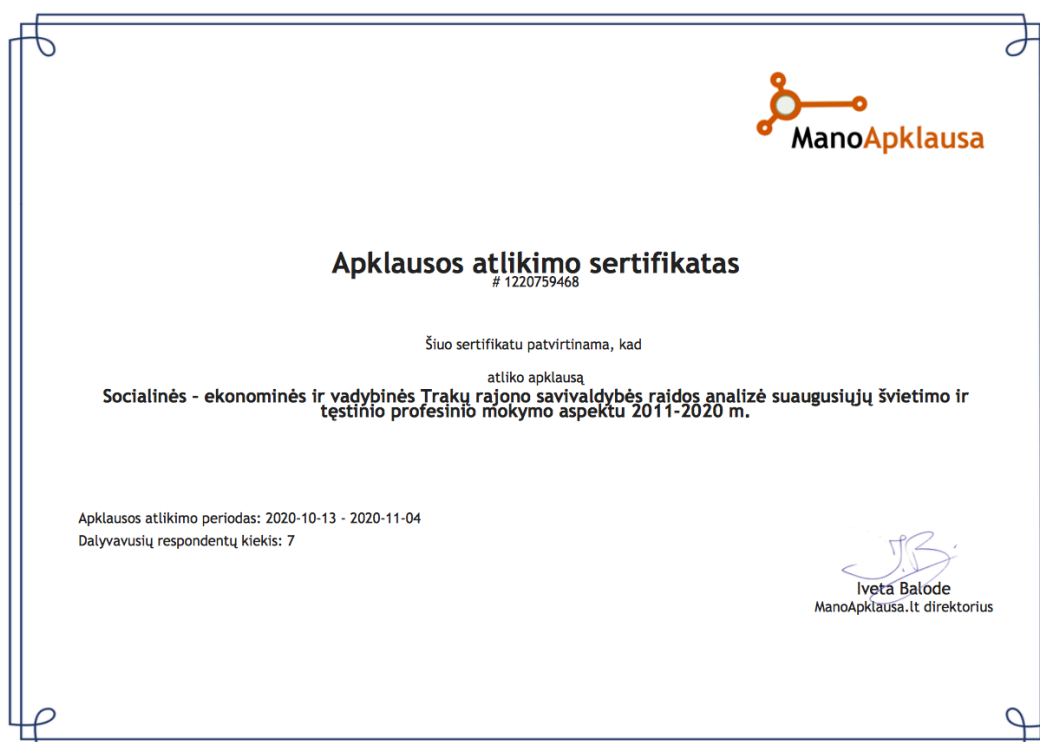 ManoApklausa
Apklausos atlikimo sertifikatas
# 1220759468
Šiuo sertifikatu patvirtinama, kad
atliko apklausą
Socialinės - ekonominės ir vadybinės Trakų rajono savivaldybės raidos analizė suaugusiųjų švietimo ir
tęstinio profesinio mokymo aspektu 2011-2020 m.
Apklausos atlikimo periodas: 2020-10-13 - 2020-11-04
Dalyvavusių respondentų kiekis: 7
J.B.
Iveta Balode
ManoApklausa.lt direktorius